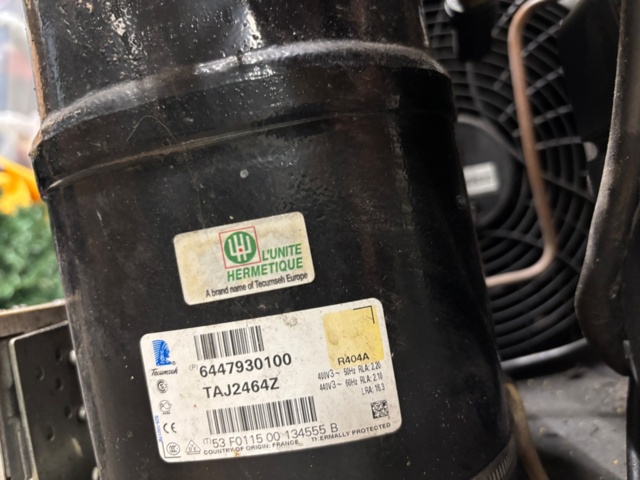 L'UNITE
HERMETIQUE
A brand name of Tecumseh Europe
Tecumseh
(P) 6447930100
TAJ2464Z
R404A
400V3~ 50Hz RLA: 2.20
440V3~ 60Hz RLA: 2.10
LRA: 16.3
(T)53 F0115 00 134555 B
COUNTRY OF ORIGIN: FRANCE THERMALLY PROTECTED